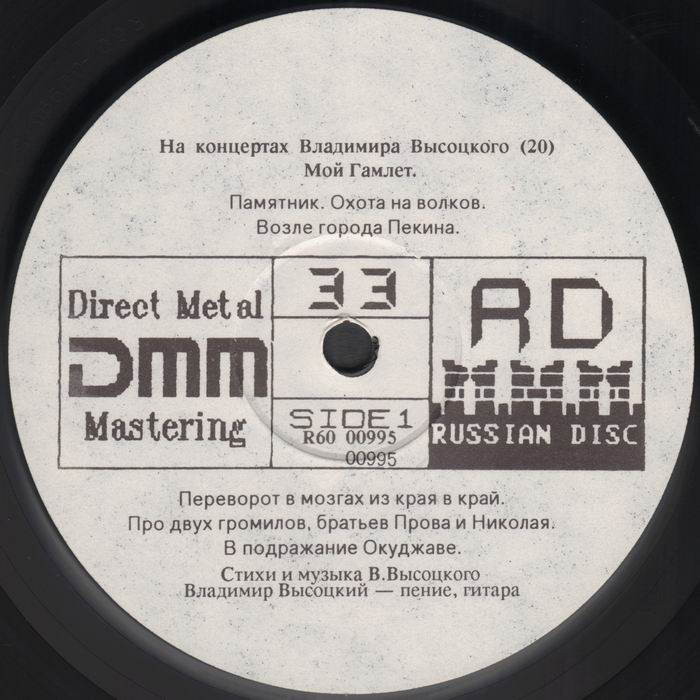 На концертах Владимира Высоцкого (20)
Мой Гамлет.
Памятник. Охота на волков.
Возле города Пекина.
Direct Metal
DMM
Mastering
33
SIDE 1
R60 00995
00995
RD
RUSSIAN DISC
Переворот в мозгах из края в край.
Про двух громилов, братьев Прова и Николая.
В подражание Окуджаве.
Стихи и музыка В.Высоцкого
Владимир Высоцкий — пение, гитара